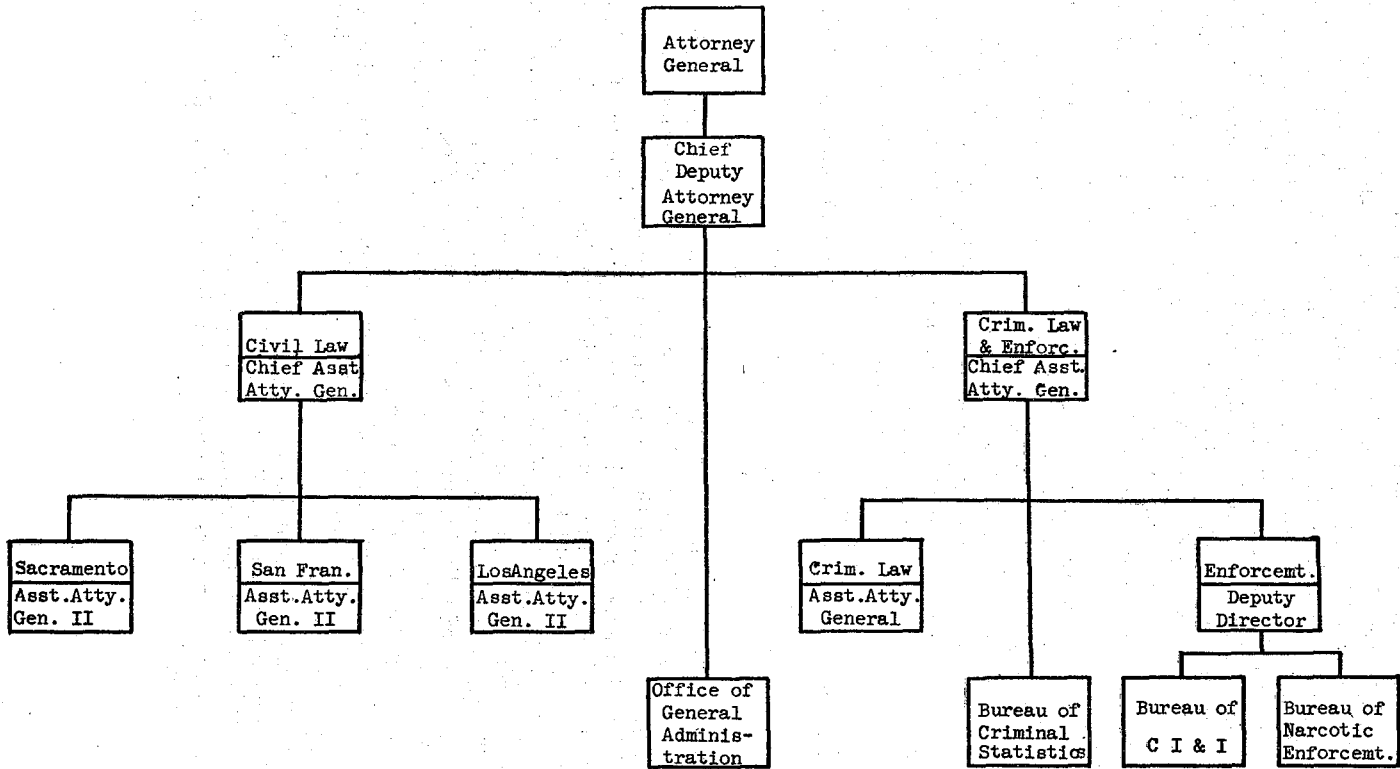 Attorney
General
Chief
Deputy
Attorney
General
Civil Law
Chief Asst
Atty. Gen.
Crim. Law
& Enforc.
Chief Asst.
Atty. Gen.
Sacramento
Asst.Atty.
Gen. II
San Fran.
Asst.Atty.
Gen. II
LosAngeles
Asst.Atty.
Gen. II
Crim. Law
Asst.Atty.
General
Enforcemt.
Deputy
Director
Office of
General
Adminis-
tration
Bureau of
Criminal
Statistics
Bureau of
C I & I
Bureau of
Narcotic
Enforcemt.